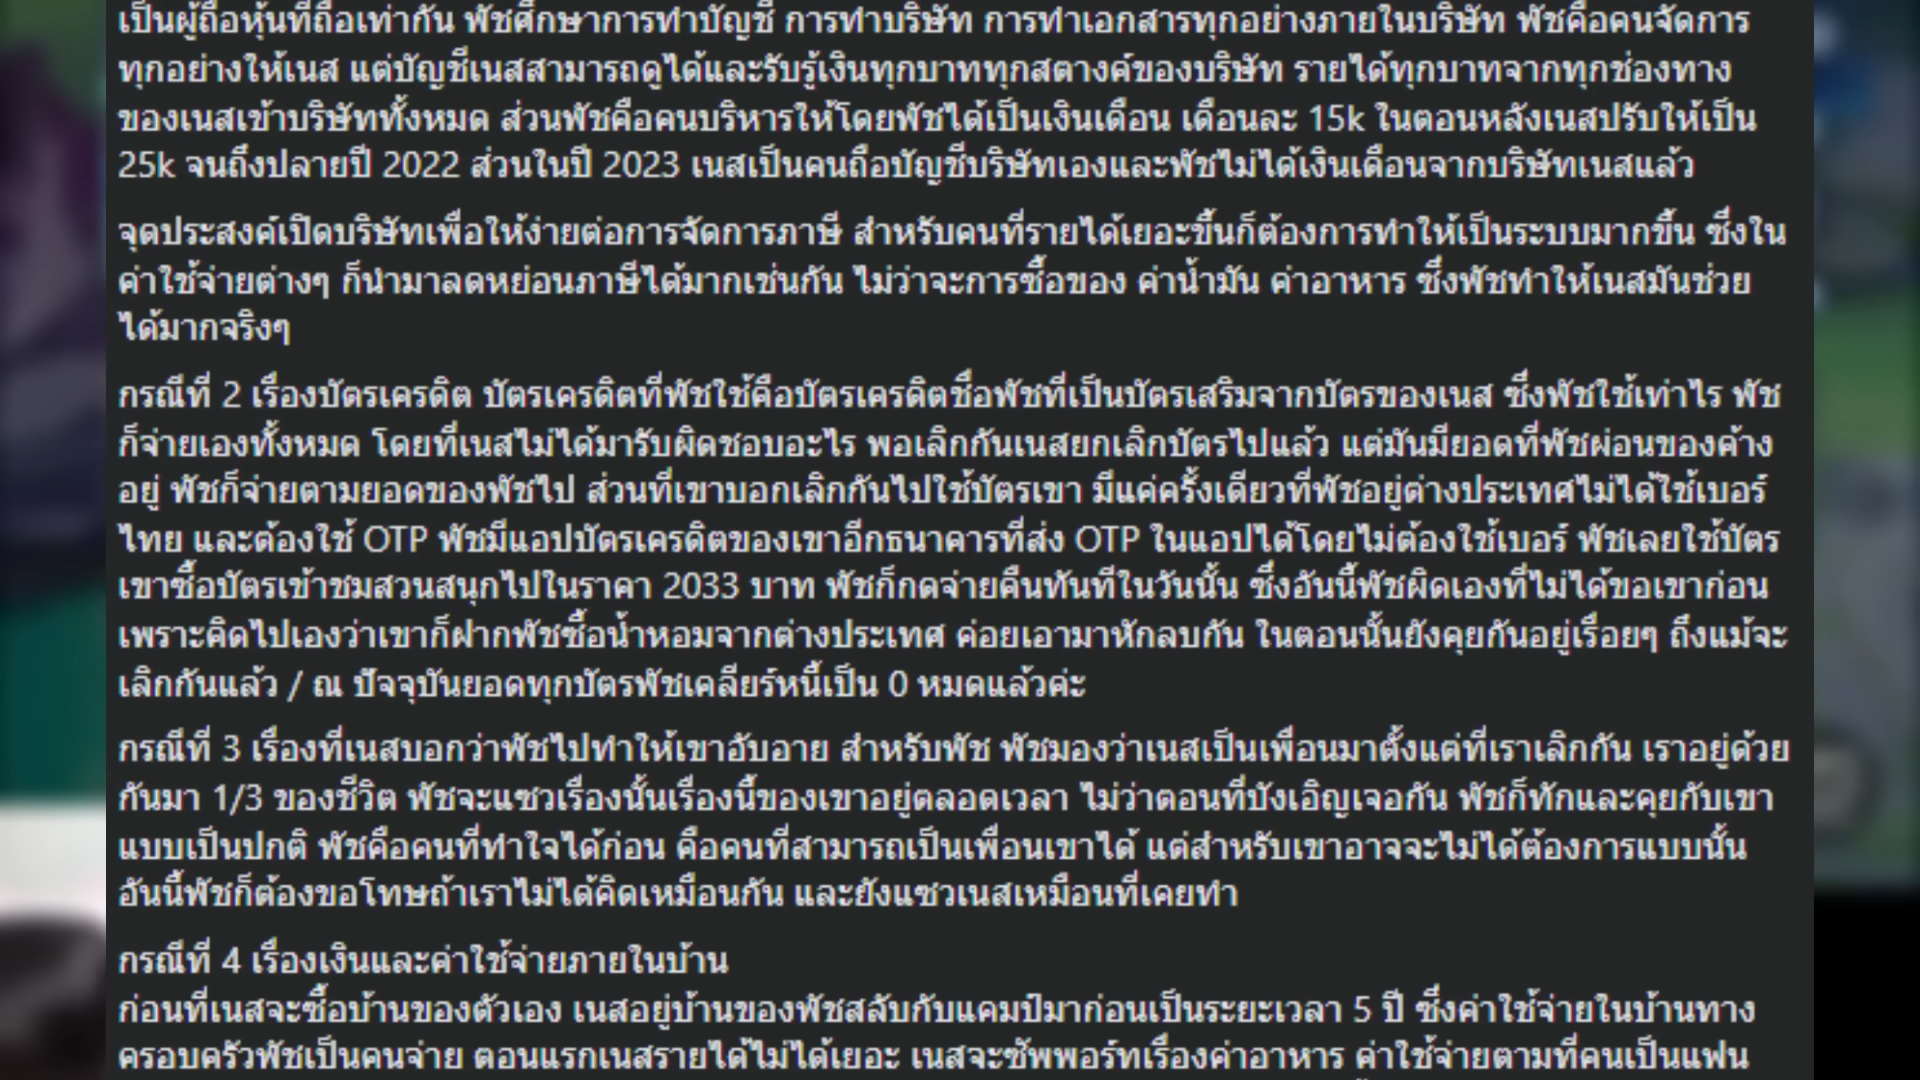 เป็นผู้ถือหุ้นที่ถือเท่ากัน พัชศึกษาการทำบัญชี การทำบริษัท การทำเอกสารทุกอย่างภายในบริษัท พัชคือคนจัดการ
ทุกอย่างให้เนส แต่บัญชีเนสสามารถดูได้และรับรู้เงินทุกบาททุกสตางค์ของบริษัท รายได้ทุกบาทจากทุกช่องทาง
ของเนสเข้าบริษัททั้งหมด ส่วนพัชคือคนบริหารให้โดยพัชได้เป็นเงินเดือน เดือนละ 15k ในตอนหลังเนสปรับให้เป็น
25k จนถึงปลายปี 2022 ส่วนในปี 2023 เนสเป็นคนถือบัญชีบริษัทเองและพัชไม่ได้เงินเดือนจากบริษัทเนสแล้ว
จุดประสงค์เปิดบริษัทเพื่อให้ง่ายต่อการจัดการภาษี สำหรับคนที่รายได้เยอะขึ้นก็ต้องการทำให้เป็นระบบมากขึ้น ซึ่งใน
ค่าใช้จ่ายต่างๆ ก็นำมาลดหย่อนภาษีได้มากเช่นกัน ไม่ว่าจะการซื้อของ ค่าน้ำมัน ค่าอาหาร ซึ่งพัชทำให้เนสมันช่วย
ได้มากจริงๆ
กรณีที่ 2 เรื่องบัตรเครดิต บัตรเครดิตที่พัชใช้คือบัตรเครดิตชื่อพัชที่เป็นบัตรเสริมจากบัตรของเนส ซึ่งพัชใช้เท่าไร พัช
ก็จ่ายเองทั้งหมด โดยที่เนสไม่ได้มารับผิดชอบอะไร พอเลิกกันเนสยกเลิกบัตรไปแล้ว แต่มันมียอดที่พัชผ่อนของค้าง
อยู่ พัชก็จ่ายตามยอดของพัชไป ส่วนที่เขาบอกเลิกกันไปใช้บัตรเขา มีแค่ครั้งเดียวที่พัชอยู่ต่างประเทศไม่ได้ใช้เบอร์
ไทย และต้องใช้ OTP พัชมีแอปบัตรเครดิตของเขาอีกธนาคารที่ส่ง OTP ในแอปได้โดยไม่ต้องใช้เบอร์ พัชเลยใช้บัตร
เขาซื้อบัตรเข้าชมสวนสนุกไปในราคา 2033 บาท พัชก็กดจ่ายคืนทันทีในวันนั้น ซึ่งอันนี้พัชผิดเองที่ไม่ได้ขอเขาก่อน
เพราะคิดไปเองว่าเขาก็ฝากพัชซื้อน้ำหอมจากต่างประเทศ ค่อยเอามาหักลบกัน ในตอนนั้นยังคุยกันอยู่เรื่อยๆ ถึงแม้จะ
เลิกกันแล้ว / ณ ปัจจุบันยอดทุกบัตรพัชเคลียร์หนี้เป็น 0 หมดแล้วค่ะ
กรณีที่ 3 เรื่องที่เนสบอกว่าพัชไปทำให้เขาอับอาย สำหรับพัช พัชมองว่าเนสเป็นเพื่อนมาตั้งแต่ที่เราเลิกกัน เราอยู่ด้วย
กันมา 1/3 ของชีวิต พัชจะแซวเรื่องนั้นเรื่องนี้ของเขาอยู่ตลอดเวลา ไม่ว่าตอนที่บังเอิญเจอกัน พัชก็ทักและคุยกับเขา
แบบเป็นปกติ พัชคือคนที่ทำใจได้ก่อน คือคนที่สามารถเป็นเพื่อนเขาได้ แต่สำหรับเขาอาจจะไม่ได้ต้องการแบบนั้น
อันนี้พัชก็ต้องขอโทษถ้าเราไม่ได้คิดเหมือนกัน และยังแซวเนสเหมือนที่เคยทำ
กรณีที่ 4 เรื่องเงินและค่าใช้จ่ายภายในบ้าน
ก่อนที่เนสจะซื้อบ้านของตัวเอง เนสอยู่บ้านของพัชสลับกับแคมป์มาก่อนเป็นระยะเวลา 5 ปี ซึ่งค่าใช้จ่ายในบ้านทาง
ครอบครัวพัชเป็นคนจ่าย ตอนแรกเนสรายได้ไม่ได้เยอะ เนสจะซัพพอร์ทเรื่องค่าอาหาร ค่าใช้จ่ายตามที่คนเป็นแฟน